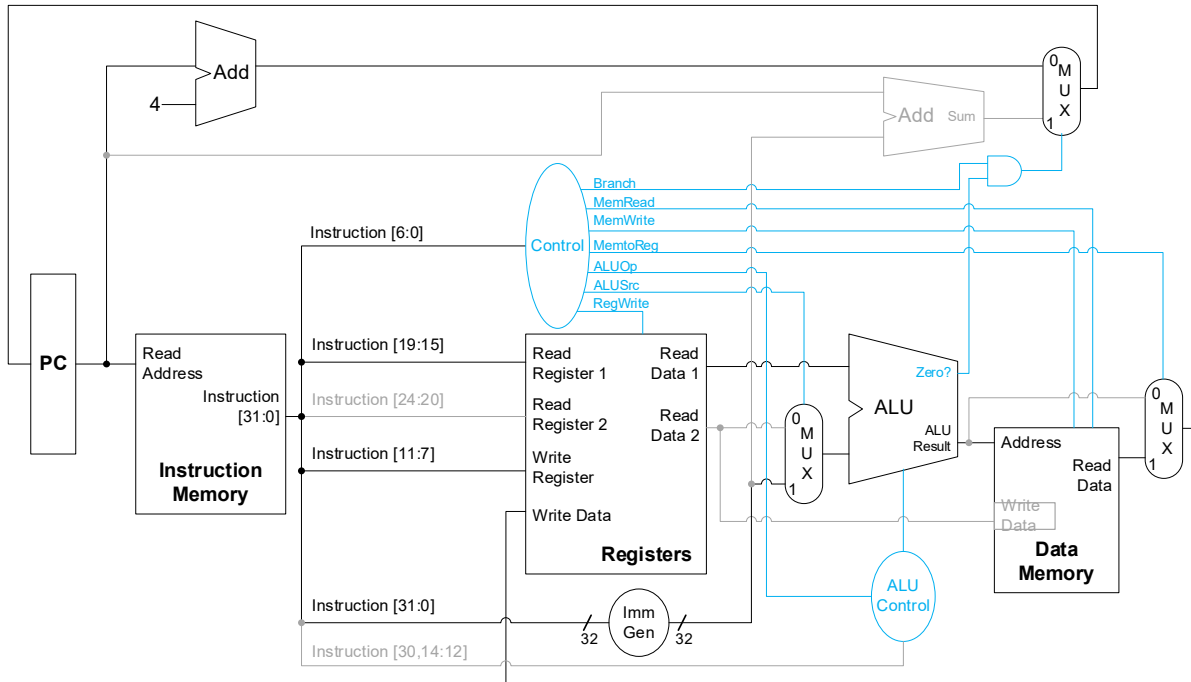 Add
4
0
M
U
X
1
Add
Sum
Branch
MemRead
MemWrite
MemtoReg
ALUOp
ALUSrc
RegWrite
Control
Instruction [6:0]
PC
Read
Address
Instruction
[31:0]
Instruction
Memory
Instruction [19:15]
Instruction [24:20]
Instruction [11:7]
Read
Register 1
Read
Register 2
Write
Register
Write Data
Read
Data 1
Read
Data 2
Registers
0
M
U
X
1
Zero?
ALU
ALU
Result
Address
Read
Data
Write
Data
Data
Memory
0
M
U
X
1
ALU
Control
Instruction [31:0]
32
Imm
Gen
32
Instruction [30,14:12]